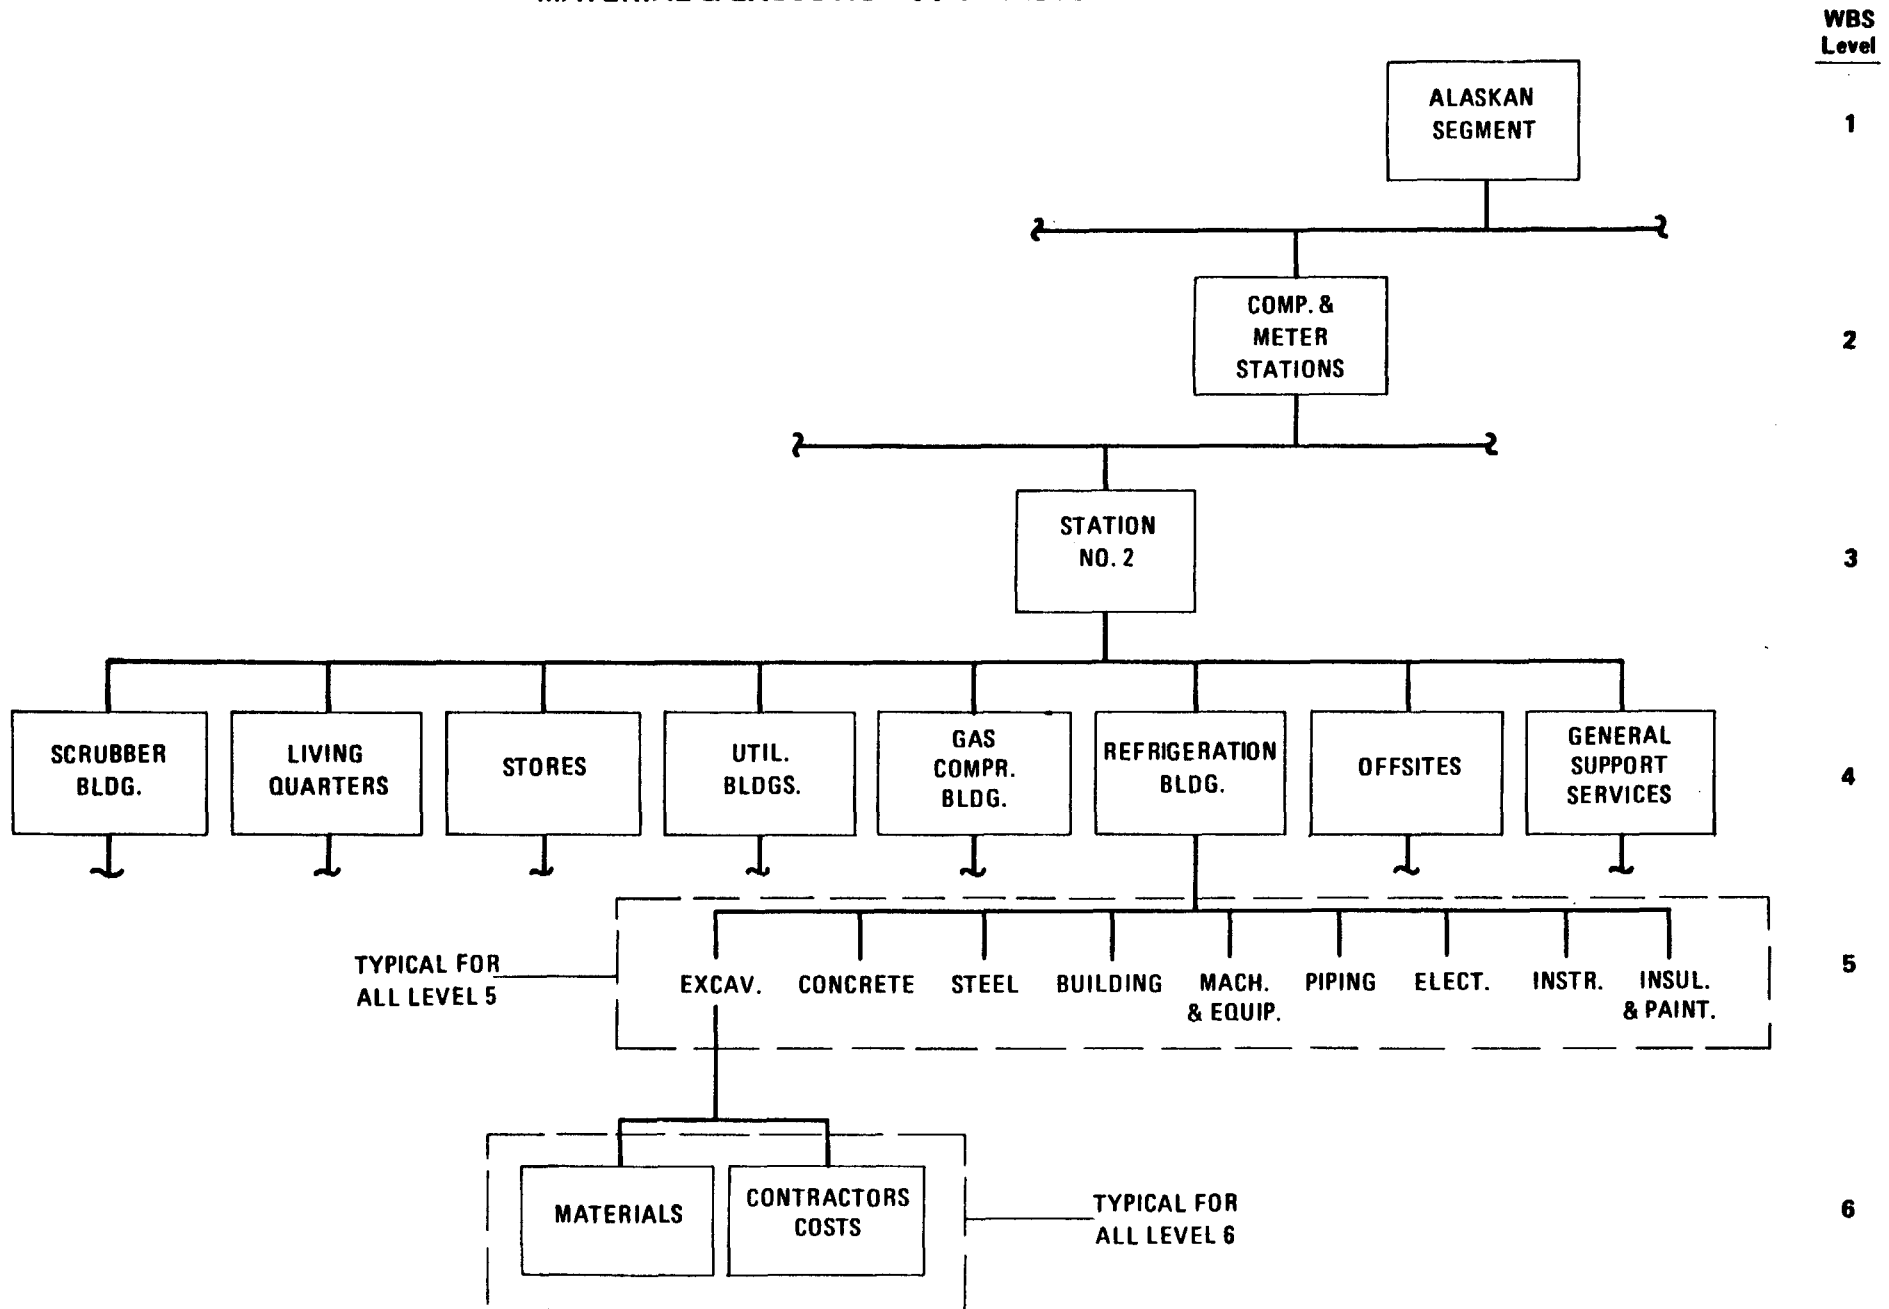 WBS
Level
ALASKAN
SEGMENT
1
COMP. &
METER
STATIONS
2
STATION
NO. 2
3
SCRUBBER
BLDG.
LIVING
QUARTERS
STORES
UTIL.
BLDGS.
GAS
COMPR.
BLDG.
REFRIGERATION
BLDG.
OFFSITES
GENERAL
SUPPORT
SERVICES
4
TYPICAL FOR
ALL LEVEL 5
EXCAV.
CONCRETE
STEEL
BUILDING
MACH.
& EQUIP.
PIPING
ELECT.
INSTR.
INSUL.
& PAINT.
5
MATERIALS
CONTRACTORS
COSTS
TYPICAL FOR
ALL LEVEL 6
6